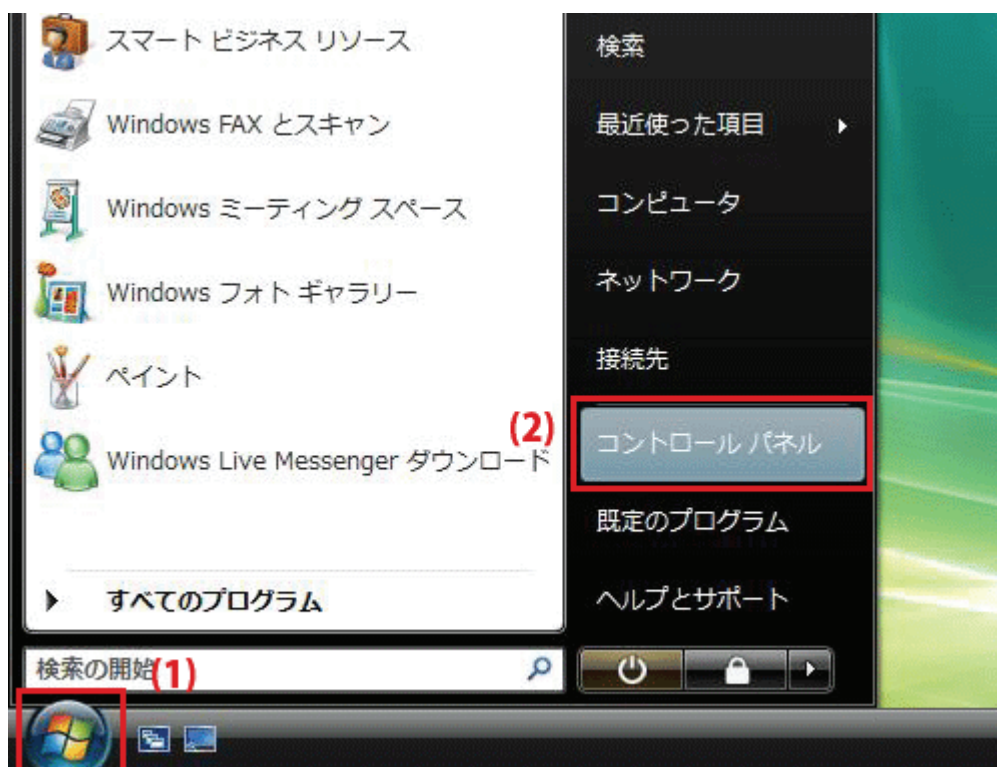 スマート ビジネス リソース
Windows FAX とスキャン
Windows ミーティング スペース
Windows フォト ギャラリー
ペイント
Windows Live Messenger ダウンロード
すべてのプログラム
検索の開始
(1)
検索
最近使った項目
コンピュータ
ネットワーク
接続先
(2)
コントロール パネル
既定のプログラム
ヘルプとサポート